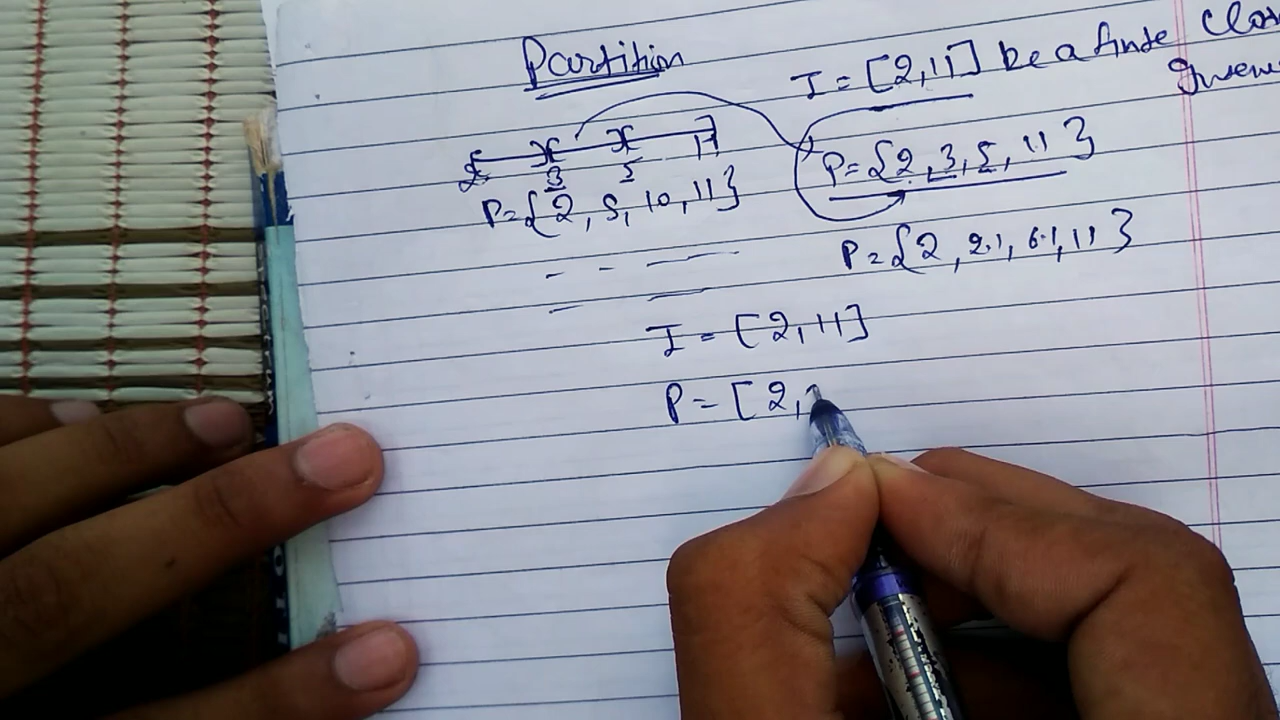 Partition
I = [2,11] be a finite Clos
2 3 5 11
P = {2, 3, 5, 11}
P = {2, 5, 10, 11}
P = {2, 2.1, 6.1, 11}
I = [2, 11]
P = [2,